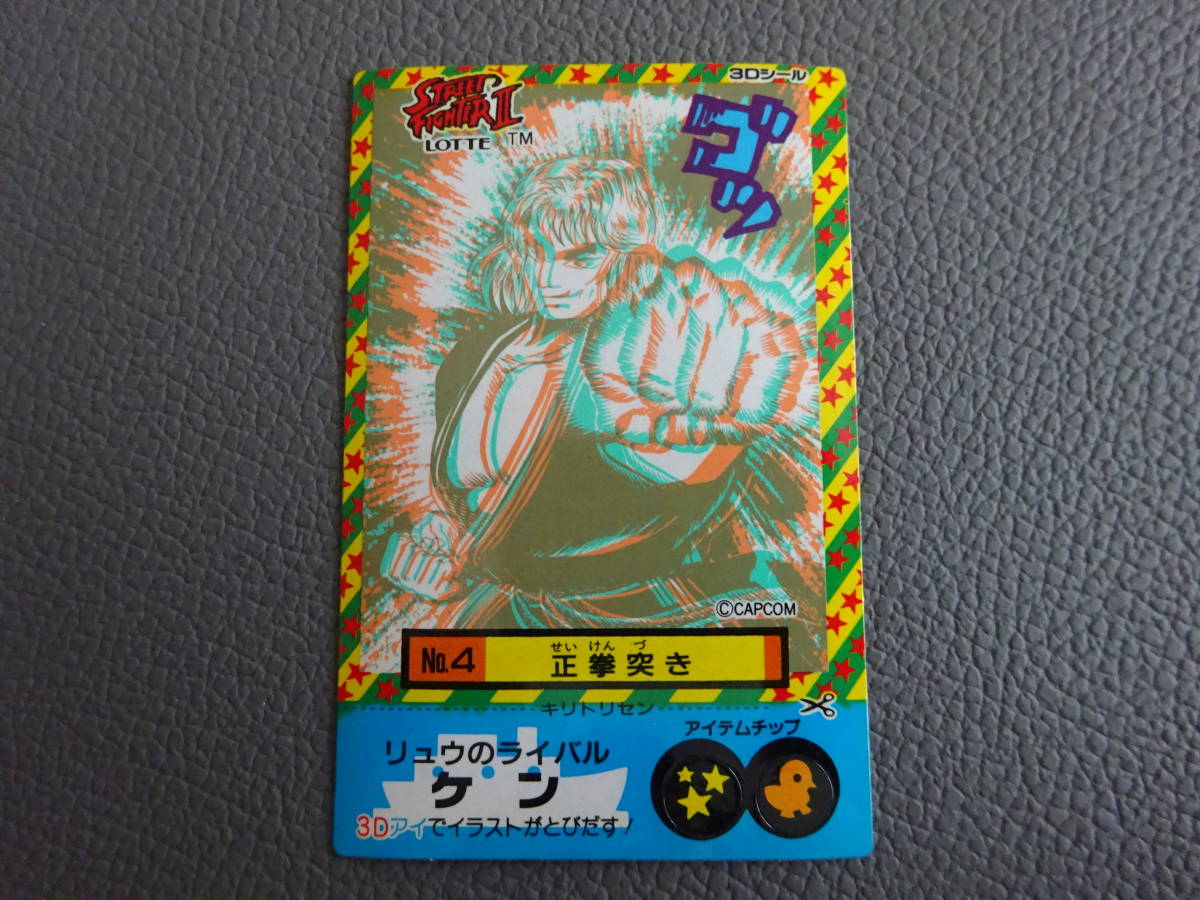 3Dシール
STREET
FIGHTER II
LOTTE TM
ゴッ
©CAPCOM
せい けん づ
No.4 正拳突き
キリトリセン
アイテムチップ
リュウのライバル
ケン
3Dアイでイラストがとびだす!